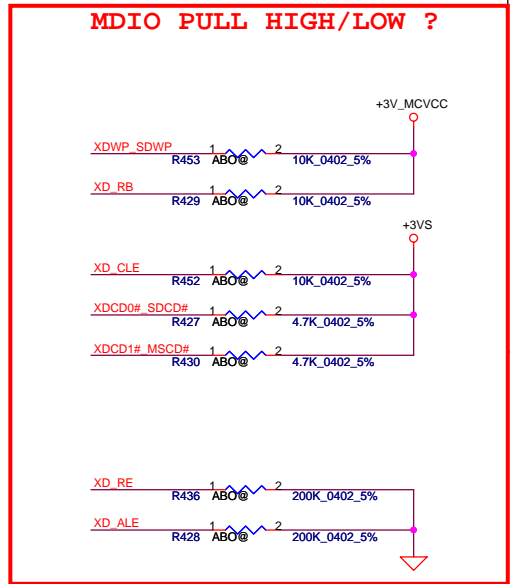 MDIO PULL HIGH/LOW ?
+3V_MCVCC
XDWP_SDWP 1 2
R453 ABO@ 10K_0402_5%
XD_RB 1 2
R429 ABO@ 10K_0402_5%
+3VS
XD_CLE 1 2
R452 ABO@ 10K_0402_5%
XDCD0#_SDCD# 1 2
R427 ABO@ 4.7K_0402_5%
XDCD1#_MSCD# 1 2
R430 ABO@ 4.7K_0402_5%
XD_RE 1 2
R436 ABO@ 200K_0402_5%
XD_ALE 1 2
R428 ABO@ 200K_0402_5%